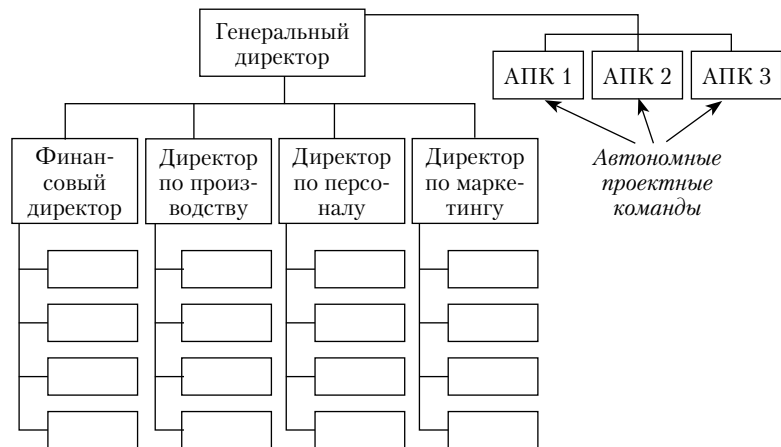 Генеральный
директор
АПК 1
АПК 2
АПК 3
Автономные
проектные
команды
Финан-
совый
директор
Директор
по произ-
водству
Директор
по персо-
налу
Директор
по марке-
тингу